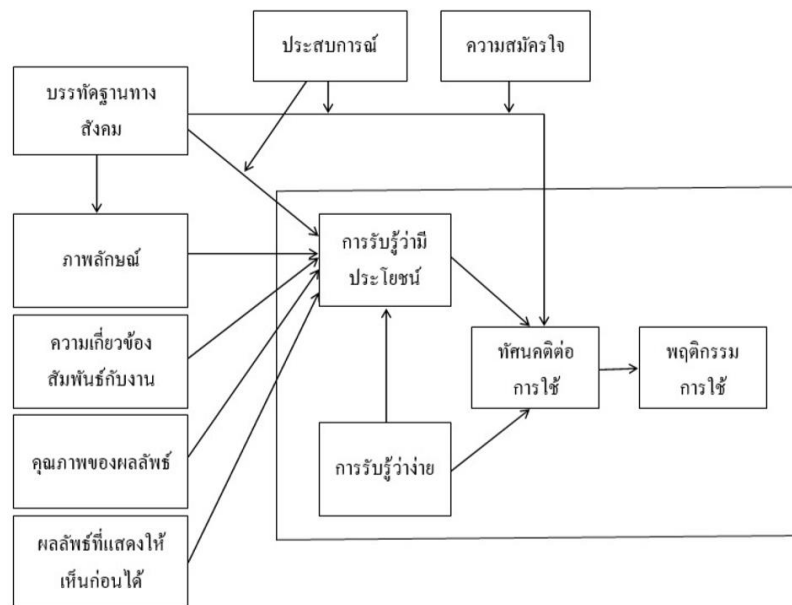 ประสบการณ์
ความสมัครใจ
บรรทัดฐานทาง
สังคม
ภาพลักษณ์
การรับรู้ว่ามี
ประโยชน์
ความเกี่ยวข้อง
สัมพันธ์กับงาน
ทัศนคติต่อ
การใช้
พฤติกรรม
การใช้
คุณภาพของผลลัพธ์
การรับรู้ว่าง่าย
ผลลัพธ์ที่แสดงให้
เห็นก่อนได้